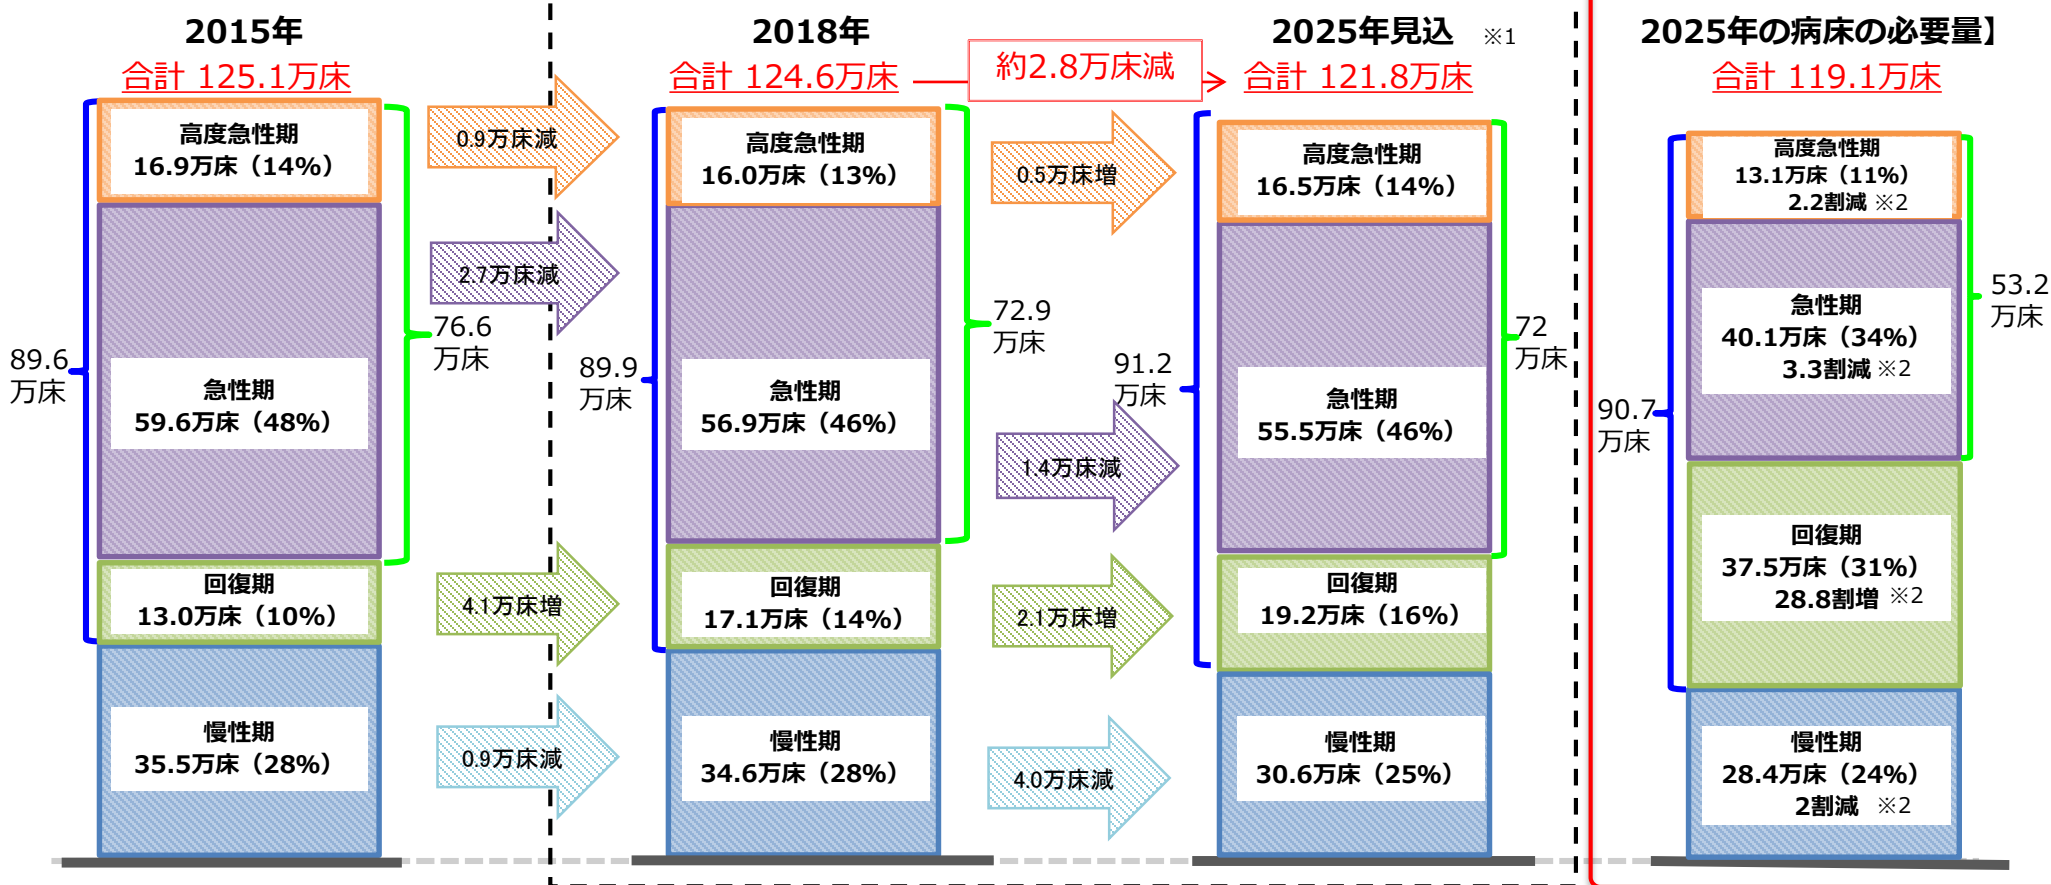 2015年
合計 125.1万床
高度急性期
16.9万床（14%）
急性期
59.6万床（48%）
回復期
13.0万床（10%）
慢性期
35.5万床（28%）
89.6
万床
76.6
万床
0.9万床減
2.7万床減
4.1万床増
0.9万床減
2018年
合計 124.6万床
高度急性期
16.0万床（13%）
急性期
56.9万床（46%）
回復期
17.1万床（14%）
慢性期
34.6万床（28%）
89.9
万床
72.9
万床
約2.8万床減
0.5万床増
1.4万床減
2.1万床増
4.0万床減
2025年見込 ※1
合計 121.8万床
高度急性期
16.5万床（14%）
急性期
55.5万床（46%）
回復期
19.2万床（16%）
慢性期
30.6万床（25%）
91.2
万床
72
万床
2025年の病床の必要量】
合計 119.1万床
高度急性期
13.1万床（11%）
2.2割減 ※2
急性期
40.1万床（34%）
3.3割減 ※2
回復期
37.5万床（31%）
28.8割増 ※2
慢性期
28.4万床（24%）
2割減 ※2
90.7
万床
53.2
万床